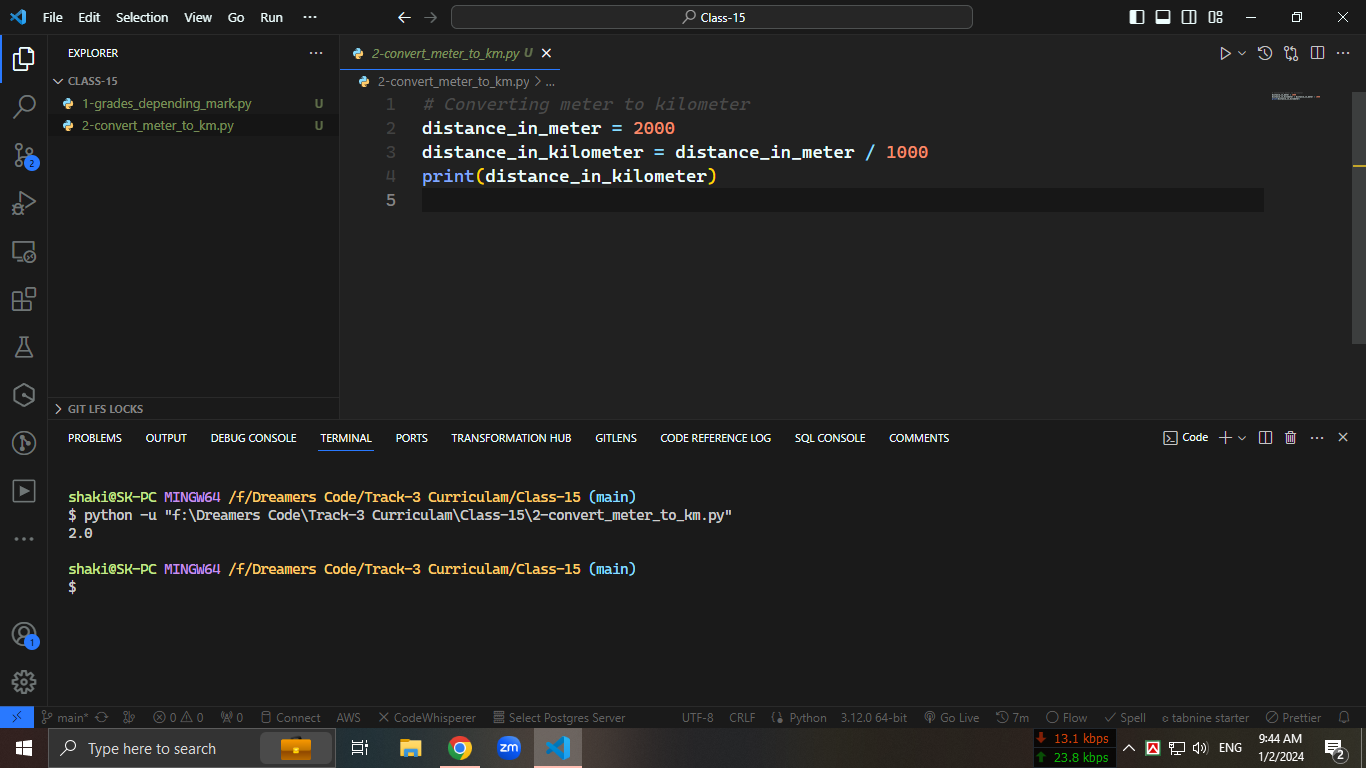 File Edit Selection View Go Run ··· Class-15
EXPLORER ···
CLASS-15
1-grades_depending_mark.py U
2-convert_meter_to_km.py U
GIT LFS LOCKS
2-convert_meter_to_km.py U
2-convert_meter_to_km.py > ...
1 # Converting meter to kilometer
2 distance_in_meter = 2000
3 distance_in_kilometer = distance_in_meter / 1000
4 print(distance_in_kilometer)
5
PROBLEMS OUTPUT DEBUG CONSOLE TERMINAL PORTS TRANSFORMATION HUB GITLENS CODE REFERENCE LOG SQL CONSOLE COMMENTS Code
shaki@SK-PC MINGW64 /f/Dreamers Code/Track-3 Curriculam/Class-15 (main)
$ python -u "f:\Dreamers Code\Track-3 Curriculam\Class-15\2-convert_meter_to_km.py"
2.0
shaki@SK-PC MINGW64 /f/Dreamers Code/Track-3 Curriculam/Class-15 (main)
$
2
1
main* 0 0 0 Connect AWS CodeWhisperer Select Postgres Server UTF-8 CRLF Python 3.12.0 64-bit Go Live 7m Flow Spell tabnine starter Prettier
Type here to search zm 13.1 kbps ENG 9:44 AM
23.8 kbps 1/2/2024 2